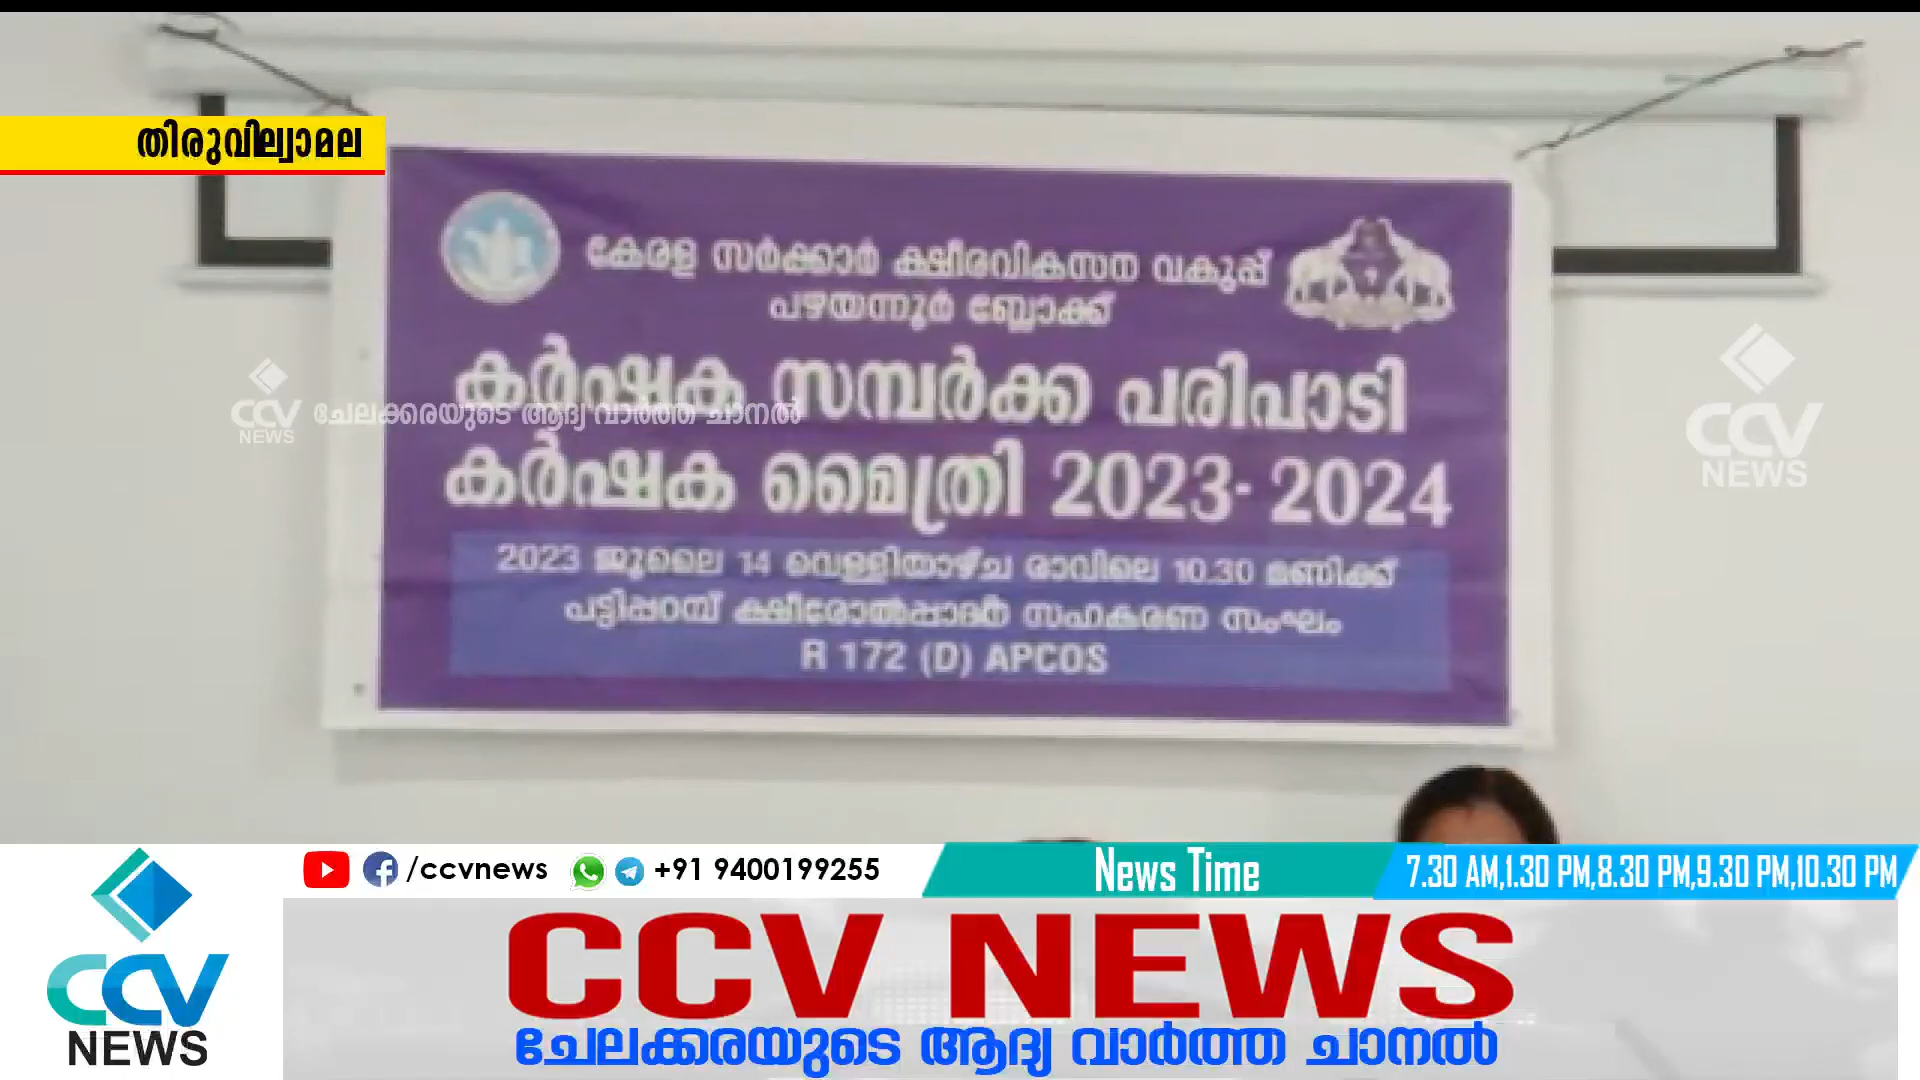 തിരുവില്വാമല
കേരള സർക്കാർ ക്ഷീരവികസന വകുപ്പ്
പഴയന്നൂർ ബ്ലോക്ക്
കർഷക സമ്പർക്ക പരിപാടി
കർഷക മൈത്രി 2023- 2024
2023 ജൂലൈ 14 വെള്ളിയാഴ്ച രാവിലെ 10.30 മണിക്ക്
പട്ടിപ്പറമ്പ് ക്ഷീരോൽപ്പാദന സഹകരണ സംഘം
R 172 (D) APCOS
CCV NEWS ചേലക്കരയുടെ ആദ്യ വാർത്ത ചാനൽ
CCV NEWS
/ccvnews +91 9400199255 News Time 7.30 AM,1.30 PM,8.30 PM,9.30 PM,10.30 PM
CCV NEWS
CCV NEWS
ചേലക്കരയുടെ ആദ്യ വാർത്ത ചാനൽ